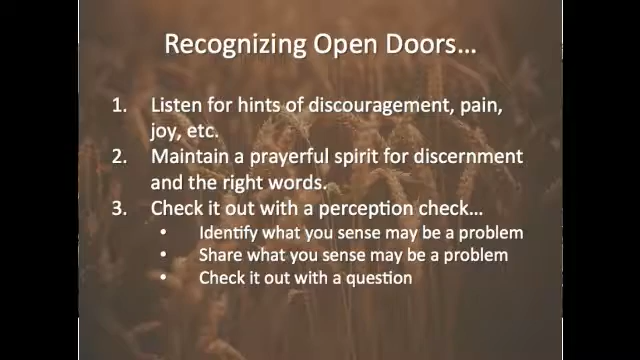 Recognizing Open Doors...
1. Listen for hints of discouragement, pain,
joy, etc.
2. Maintain a prayerful spirit for discernment
and the right words.
3. Check it out with a perception check...
• Identify what you sense may be a problem
• Share what you sense may be a problem
• Check it out with a question